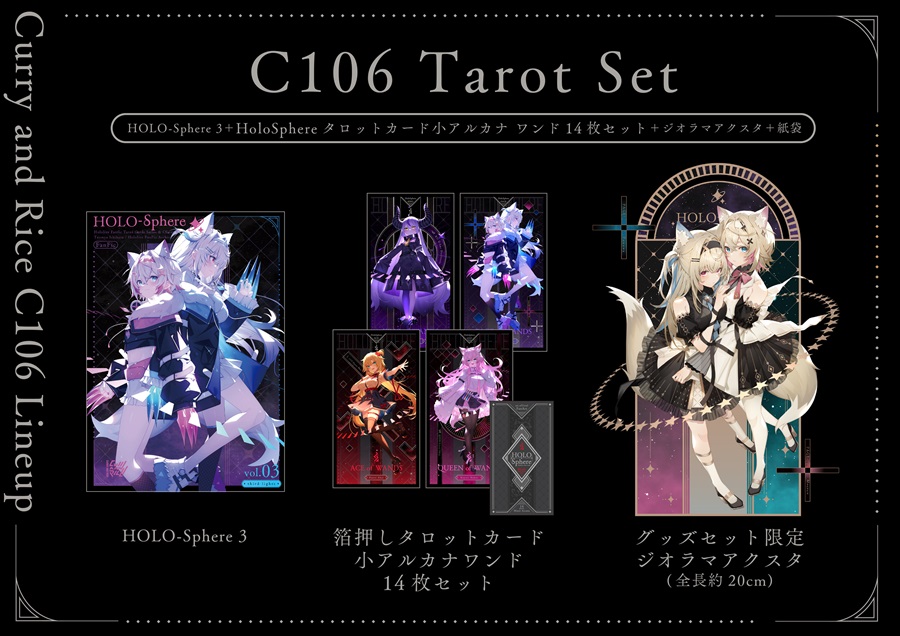 Curry and Rice C106 Lineup
C106 Tarot Set
HOLO-Sphere 3+HoloSphere タロットカード小アルカナ ワンド 14枚セット+ジオラマアクスタ+紙袋
HOLO-Sphere
FanFiq
vol.03
ACE of WANDS
QUEEN of WAN
HOLO
Sphere
HOLO
HOLO-Sphere 3
箔押しタロットカード
小アルカナワンド
14枚セット
グッズセット限定
ジオラマアクスタ
(全長約 20cm)